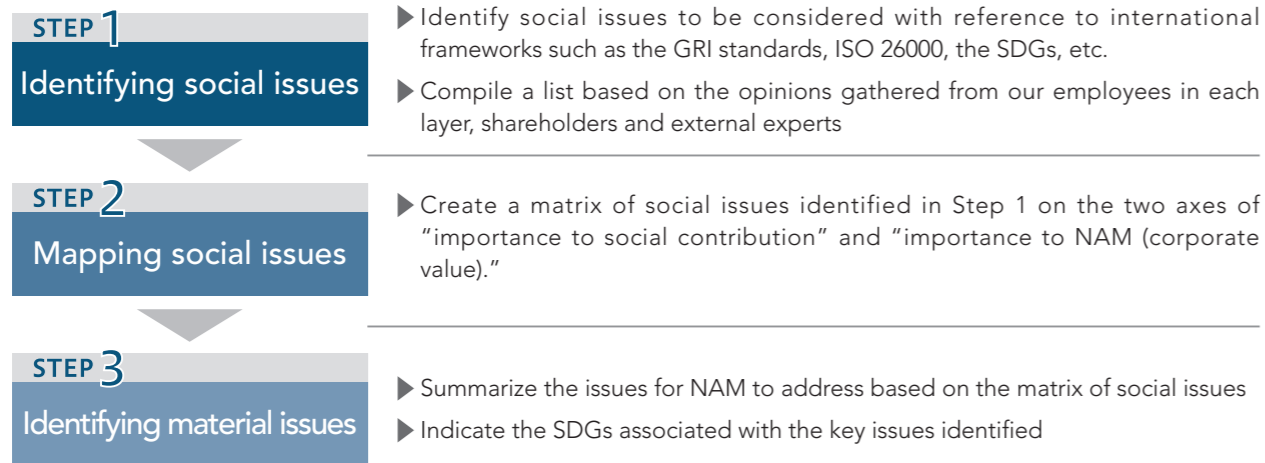 STEP 1
Identifying social issues
▶ Identify social issues to be considered with reference to international
frameworks such as the GRI standards, ISO 26000, the SDGs, etc.
▶ Compile a list based on the opinions gathered from our employees in each
layer, shareholders and external experts
STEP 2
Mapping social issues
▶ Create a matrix of social issues identified in Step 1 on the two axes of
“importance to social contribution” and “importance to NAM (corporate
value).”
STEP 3
Identifying material issues
▶ Summarize the issues for NAM to address based on the matrix of social issues
▶ Indicate the SDGs associated with the key issues identified